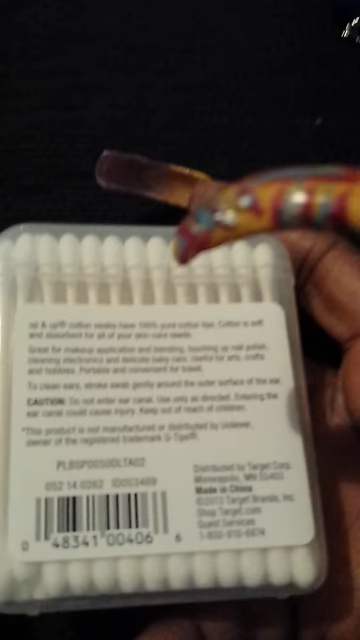 up & up® cotton swabs have 100% pure cotton tips. Cotton is soft
and absorbent for all of your skin-care needs.
Great for makeup application and blending, touching up nail polish,
cleaning electronics and delicate baby care. Useful for arts, crafts
and hobbies. Portable and convenient for travel.
To clean ears, stroke swab gently around the outer surface of the ear.
CAUTION: Do not enter ear canal. Use only as directed. Entering the
ear canal could cause injury. Keep out of reach of children.
*This product is not manufactured or distributed by Unilever,
owner of the registered trademark Q-Tips®.
052 14 0262
Distributed by Target Corp.
Minneapolis, MN 55403
Made in China
Target Brands, Inc.
Shop Target.com
Guest Services
0 48341 00406 6